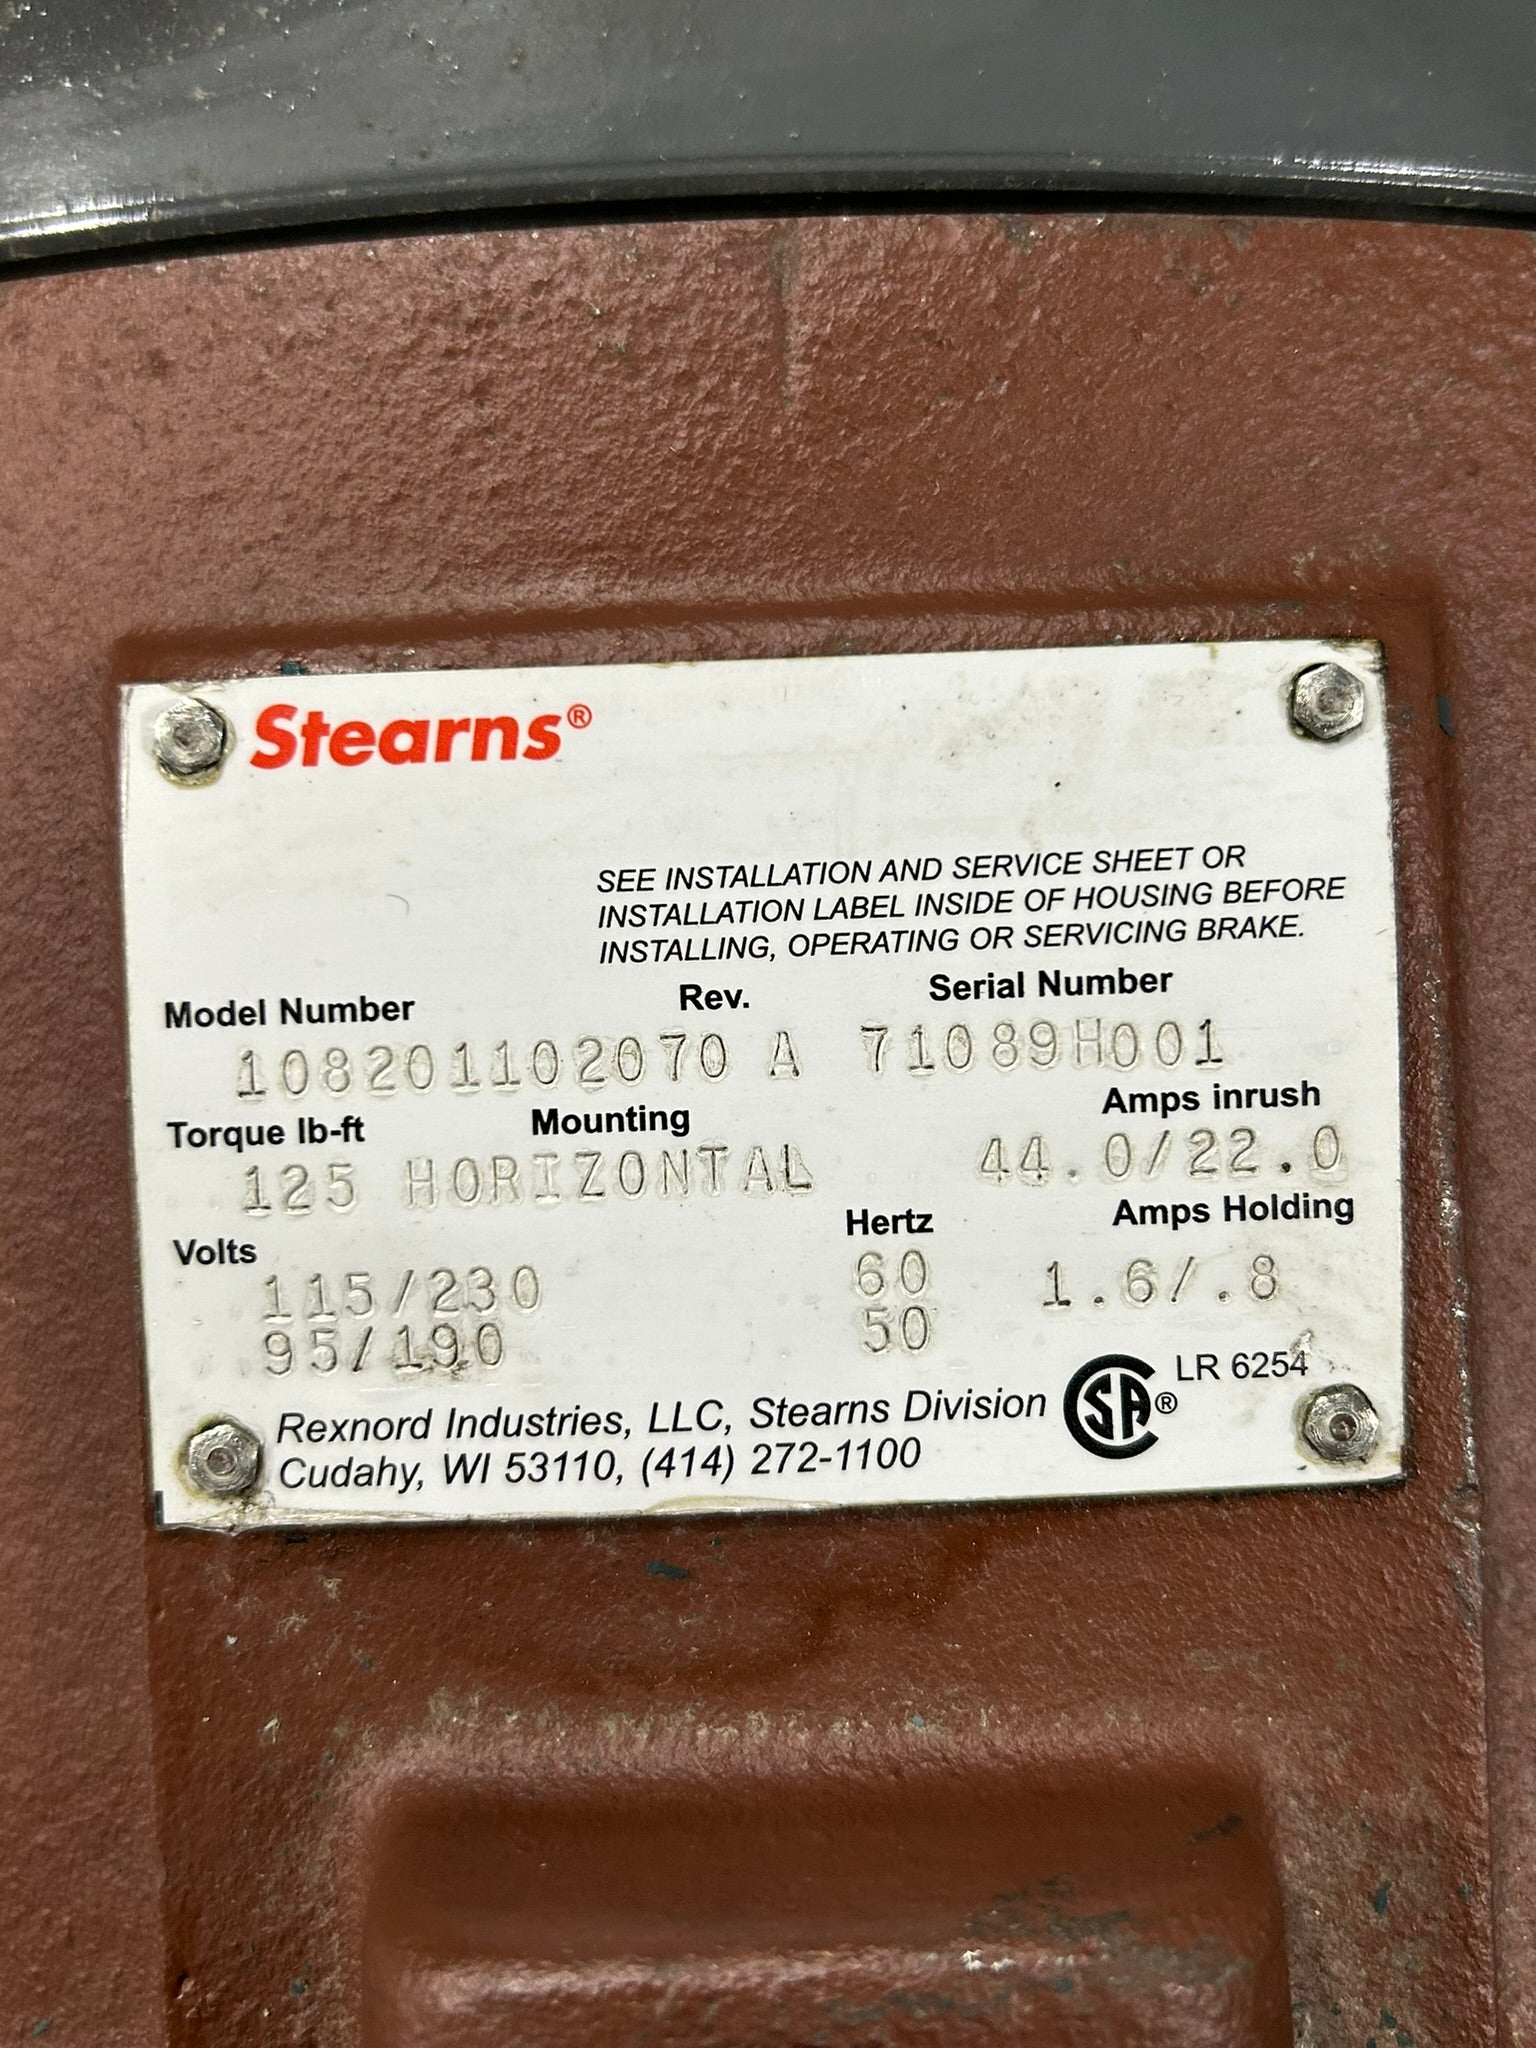 Stearns®
SEE INSTALLATION AND SERVICE SHEET OR
INSTALLATION LABEL INSIDE OF HOUSING BEFORE
INSTALLING, OPERATING OR SERVICING BRAKE.
Model Number Rev. Serial Number
108201102070 A 71089H001
Torque lb-ft Mounting Amps inrush
125 HORIZONTAL 44.0/22.0
Volts Hertz Amps Holding
115/230 60 1.6/.8
95/190 50
Rexnord Industries, LLC, Stearns Division SA® LR 6254
Cudahy, WI 53110, (414) 272-1100